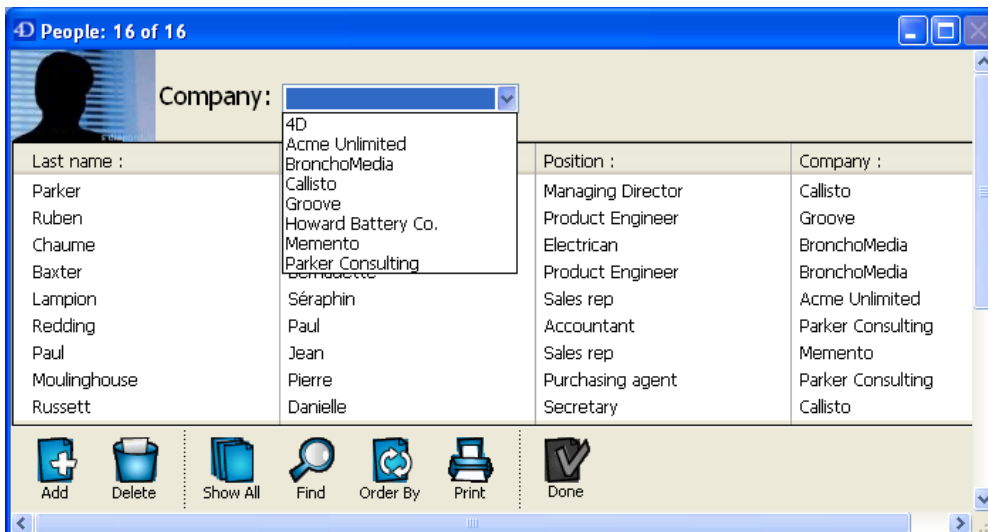 4D People: 16 of 16
Company:
4D
Acme Unlimited
BronchoMedia
Callisto
Groove
Howard Battery Co.
Memento
Parker Consulting
Last name : Position : Company :
Parker Managing Director Callisto
Ruben Product Engineer Groove
Chaume Electrican BronchoMedia
Baxter Bernadette Product Engineer BronchoMedia
Lampion Séraphin Sales rep Acme Unlimited
Redding Paul Accountant Parker Consulting
Paul Jean Sales rep Memento
Moulinghouse Pierre Purchasing agent Parker Consulting
Russett Danielle Secretary Callisto
Add Delete Show All Find Order By Print Done